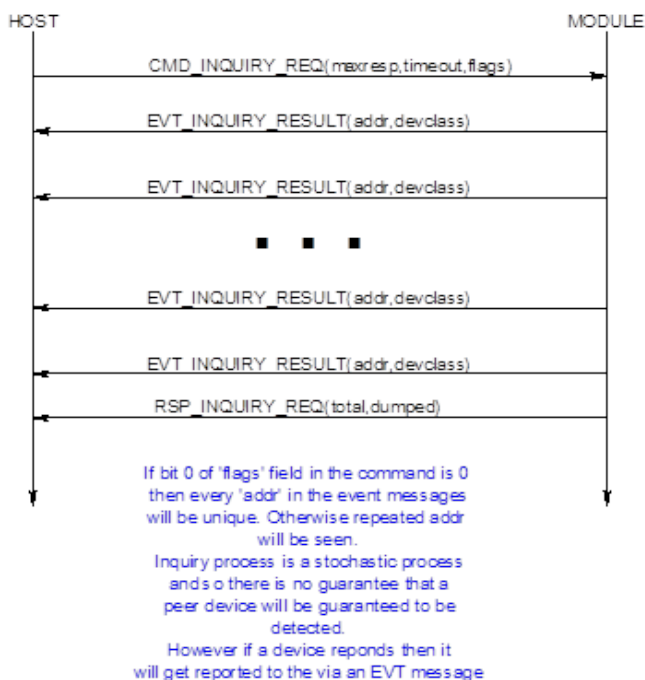 HOST MODULE
CMD_INQUIRY_REQ(maxresp,timeout,flags)
EVT_INQUIRY_RESULT(addr,devclass)
EVT_INQUIRY_RESULT(addr,devclass)
EVT_INQUIRY_RESULT(addr,devclass)
EVT_INQUIRY_RESULT(addr,devclass)
RSP_INQUIRY_REQ(total,dumped)
If bit 0 of 'flags' field in the command is 0
then every 'addr' in the event messages
will be unique. Otherwise repeated addr
will be seen.
Inquiry process is a stochastic process
and so there is no guarantee that a
peer device will be guaranteed to be
detected.
However if a device reponds then it
will get reported to the via an EVT message